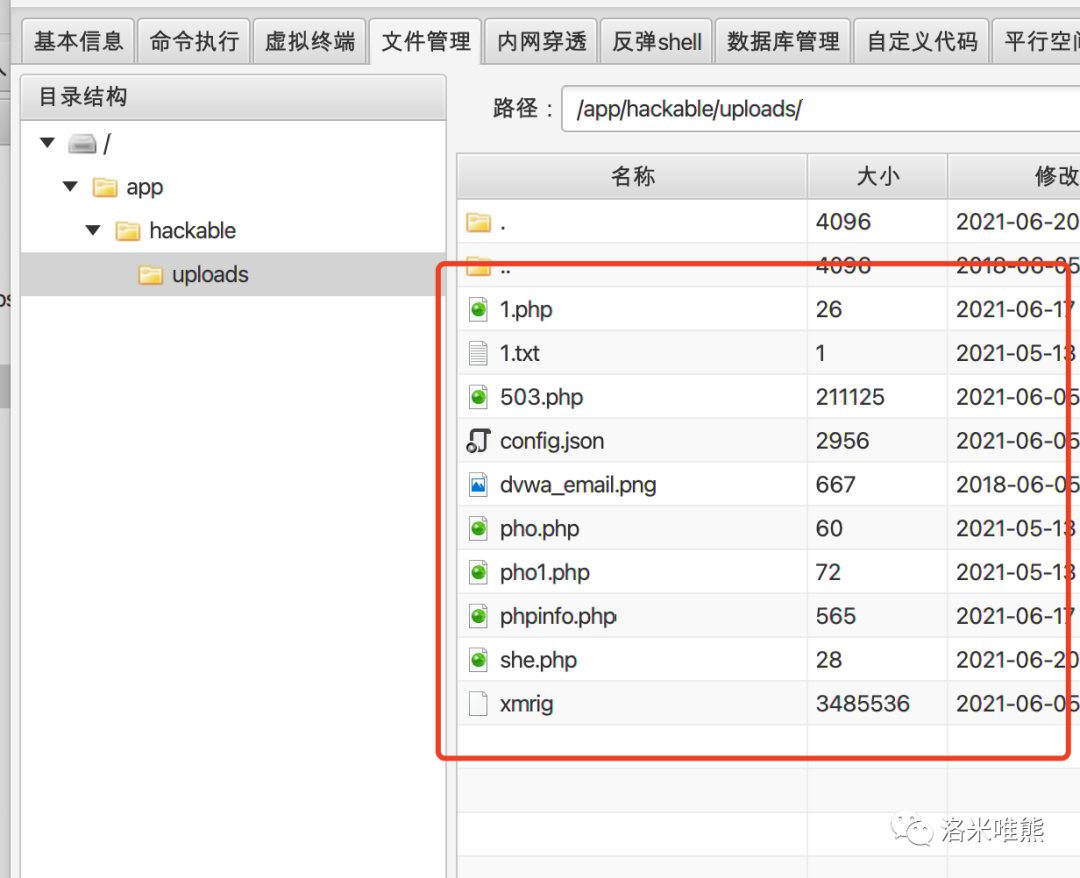 基本信息 命令执行 虚拟终端 文件管理 内网穿透 反弹shell 数据库管理 自定义代码 平行空间
目录结构
路径: /app/hackable/uploads/
/
app
hackable
uploads
名称 大小 修改
. 4096 2021-06-20
.. 4096 2018-06-05
1.php 26 2021-06-17
1.txt 1 2021-05-13
503.php 211125 2021-06-05
config.json 2956 2021-06-05
dvwa_email.png 667 2018-06-05
pho.php 60 2021-05-13
pho1.php 72 2021-05-13
phpinfo.php 565 2021-06-17
she.php 28 2021-06-20
xmrig 3485536 2021-06-05
洛米唯熊